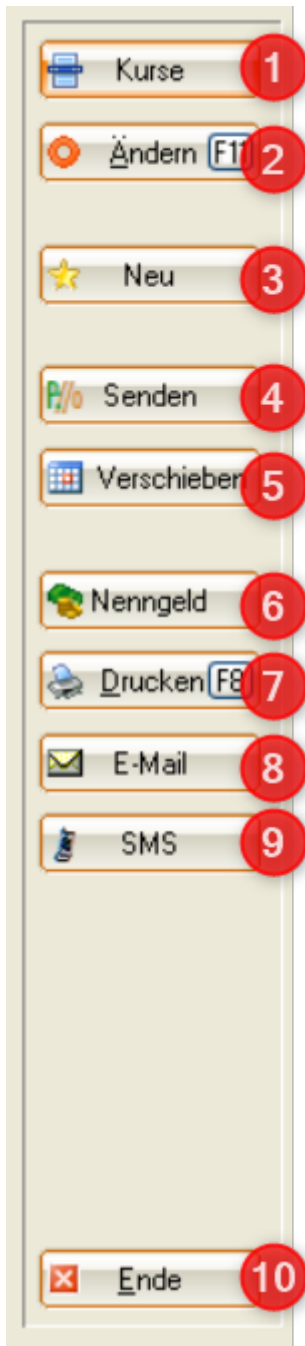 Kurse 1
Ändern F11 2
Neu 3
Senden 4
Verschieben 5
Nenngeld 6
Drucken F8 7
E-Mail 8
SMS 9
Ende 10